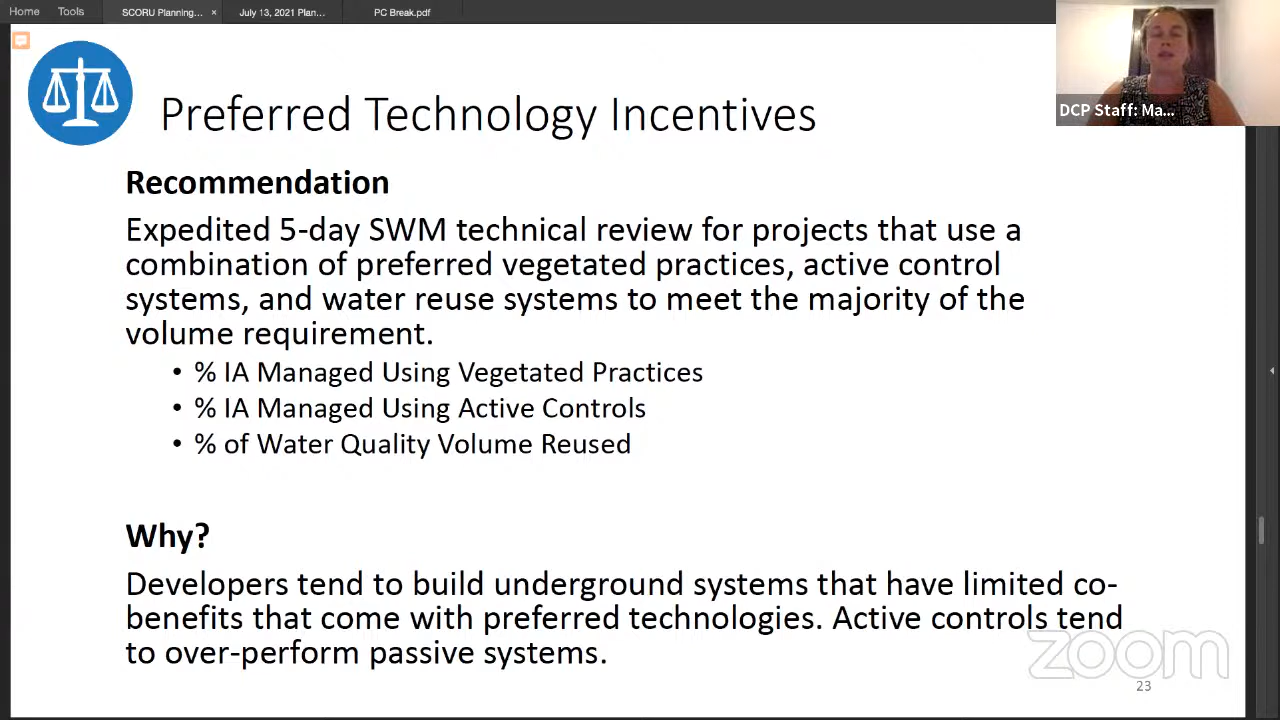 Home Tools SCORU Planning... × July 13, 2021 Plan... PC Break.pdf
DCP Staff: Ma...
Preferred Technology Incentives
Recommendation
Expedited 5-day SWM technical review for projects that use a
combination of preferred vegetated practices, active control
systems, and water reuse systems to meet the majority of the
volume requirement.
• % IA Managed Using Vegetated Practices
• % IA Managed Using Active Controls
• % of Water Quality Volume Reused
Why?
Developers tend to build underground systems that have limited co-
benefits that come with preferred technologies. Active controls tend
to over-perform passive systems.
zoom
23